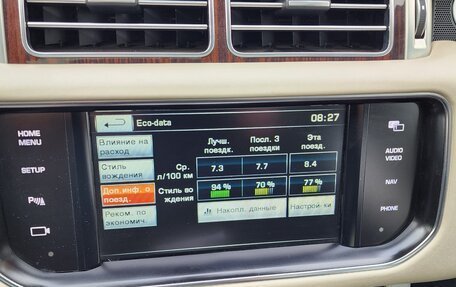 Eco-data
08:27
HOME
MENU
SETUP
AUDIO
VIDEO
NAV
PHONE
Влияние на
расход
Стиль
вождения
Доп.инф. о
поезд.
Реком. по
экономич.
Лучш.
поездк.
Посл. 3
поездки
Эта
поезд.
Ср.
л/100 км
7.3
7.7
8.4
Стиль во
ждения
94 %
70 %
77 %
Накопл. данные
Настрой-ки